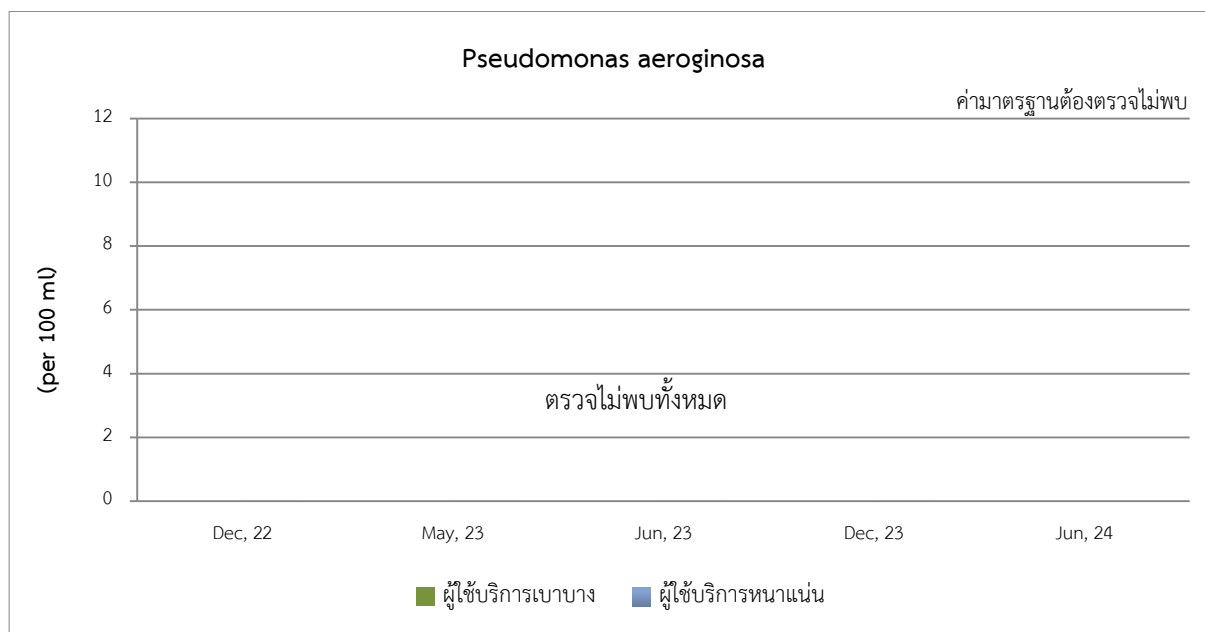 Pseudomonas aeroginosa
ค่ามาตรฐานต้องตรวจไม่พบ
12
10
8
6
4
2
0
(per 100 ml)
ตรวจไม่พบทั้งหมด
Dec, 22 May, 23 Jun, 23 Dec, 23 Jun, 24
ผู้ใช้บริการเบาบาง ผู้ใช้บริการหนาแน่น